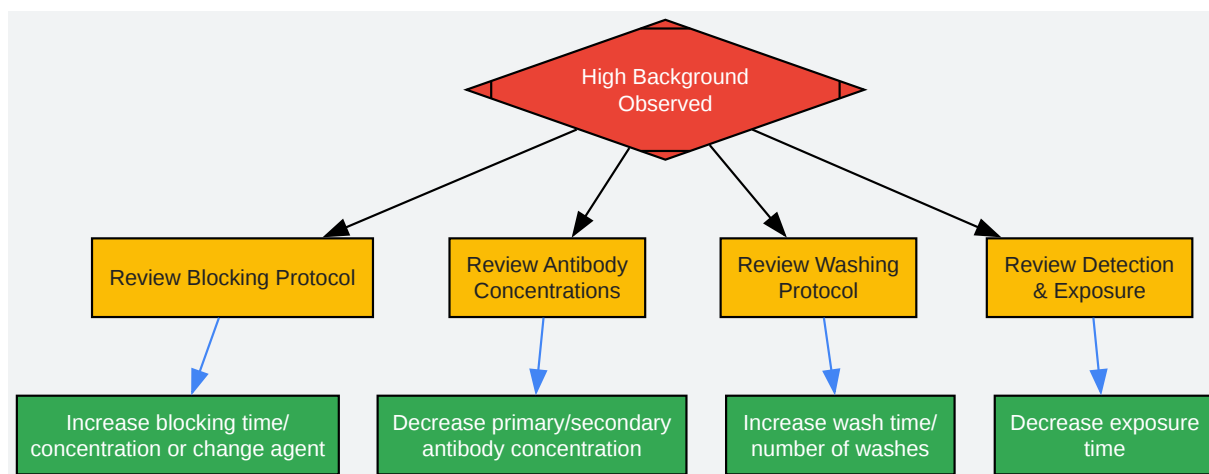 High Background
Observed
Review Blocking Protocol
Review Antibody
Concentrations
Review Washing
Protocol
Review Detection
& Exposure
Increase blocking time/
concentration or change agent
Decrease primary/secondary
antibody concentration
Increase wash time/
number of washes
Decrease exposure
time